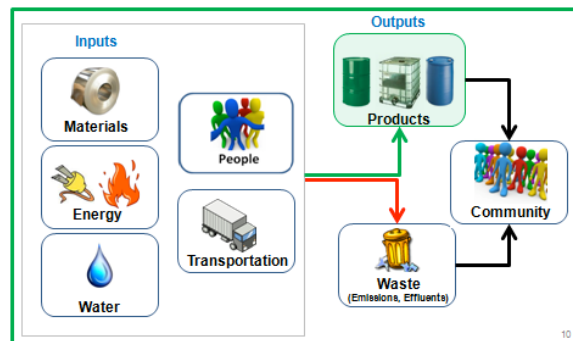 Inputs
Outputs
Materials
People
Products
Energy
Transportation
Community
Water
Waste
(Emissions, Effluents)
10